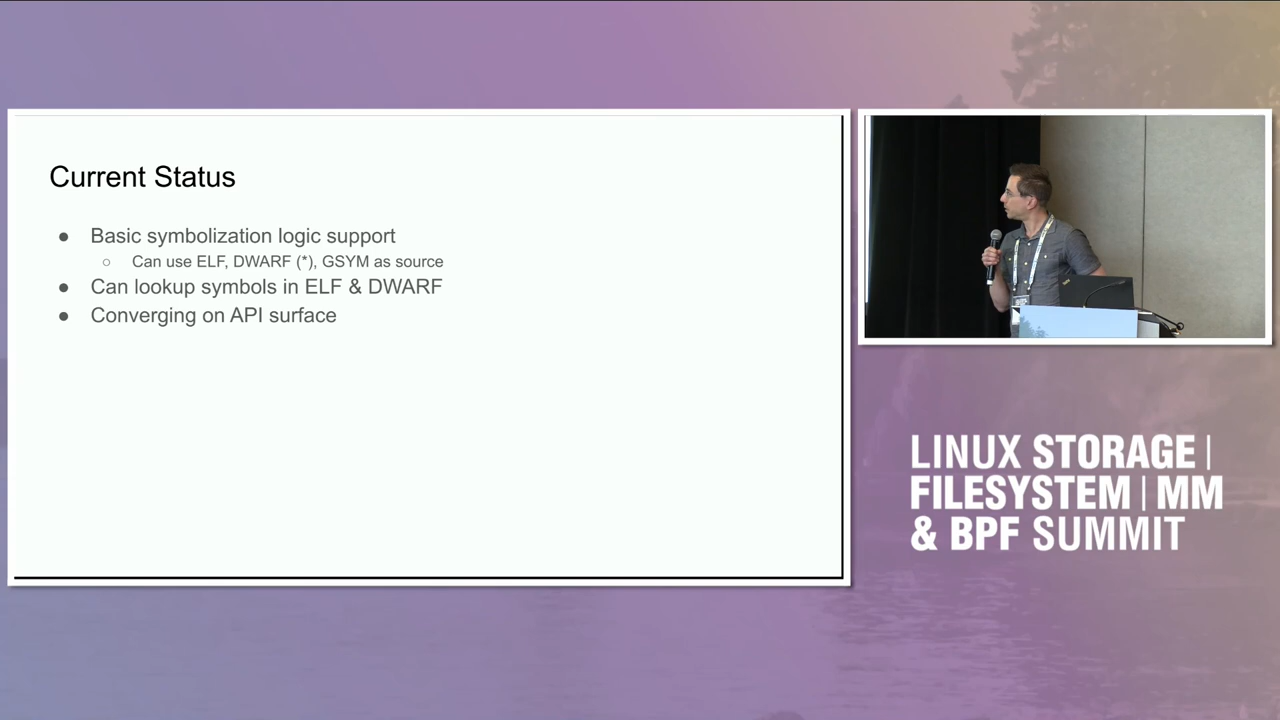 Current Status
● Basic symbolization logic support
○ Can use ELF, DWARF (*), GSYM as source
● Can lookup symbols in ELF & DWARF
● Converging on API surface
LINUX STORAGE |
FILESYSTEM | MM
& BPF SUMMIT